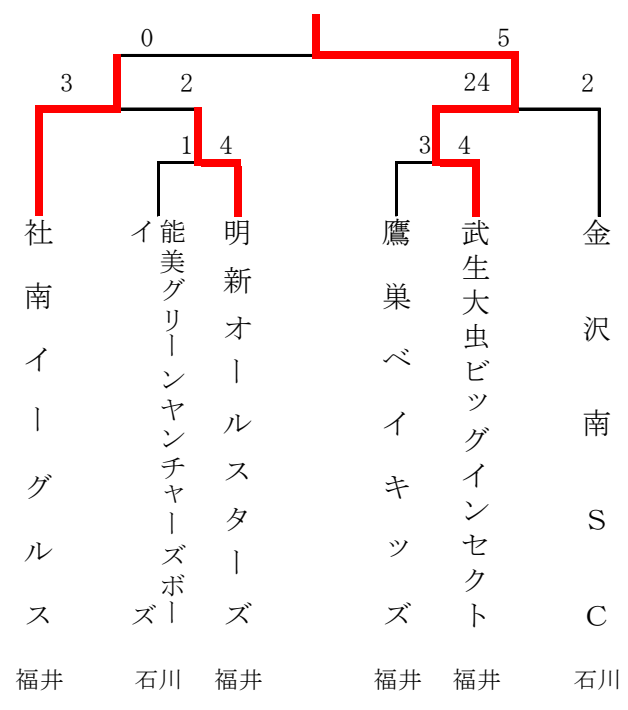 0 5
3 2 24 2
1 4 3 4
社南イーグルス
能美グリーンヤンチャーズボーイズ
明新オールスターズ
鷹巣ベイキッズ
武生大虫ビッグインセクト
金沢南SC
福井 石川 福井 福井 福井 石川